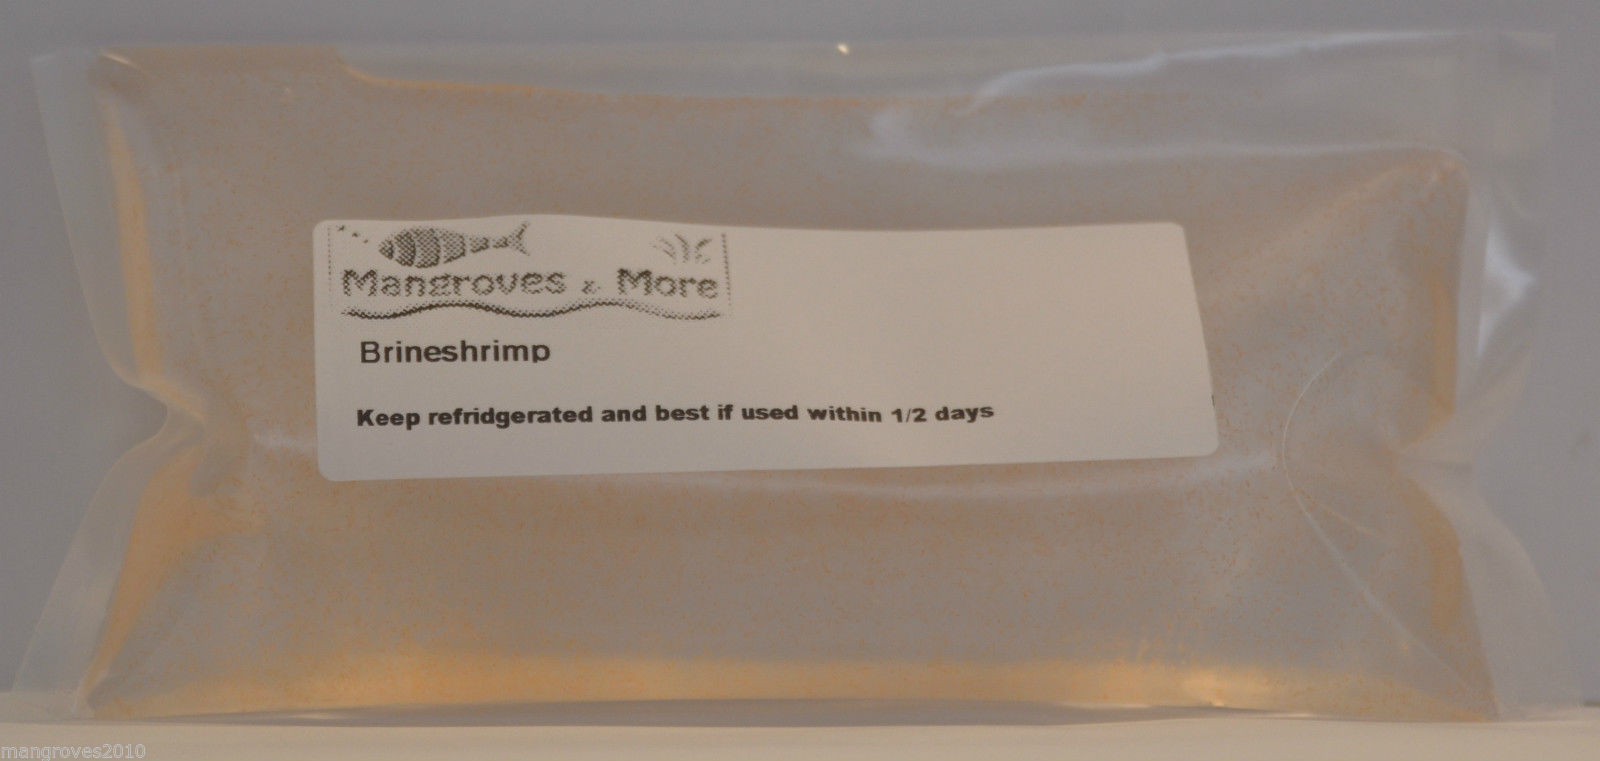 Mangroves & More
Brineshrimp
Keep refridgerated and best if used within 1/2 days
mangroves2010